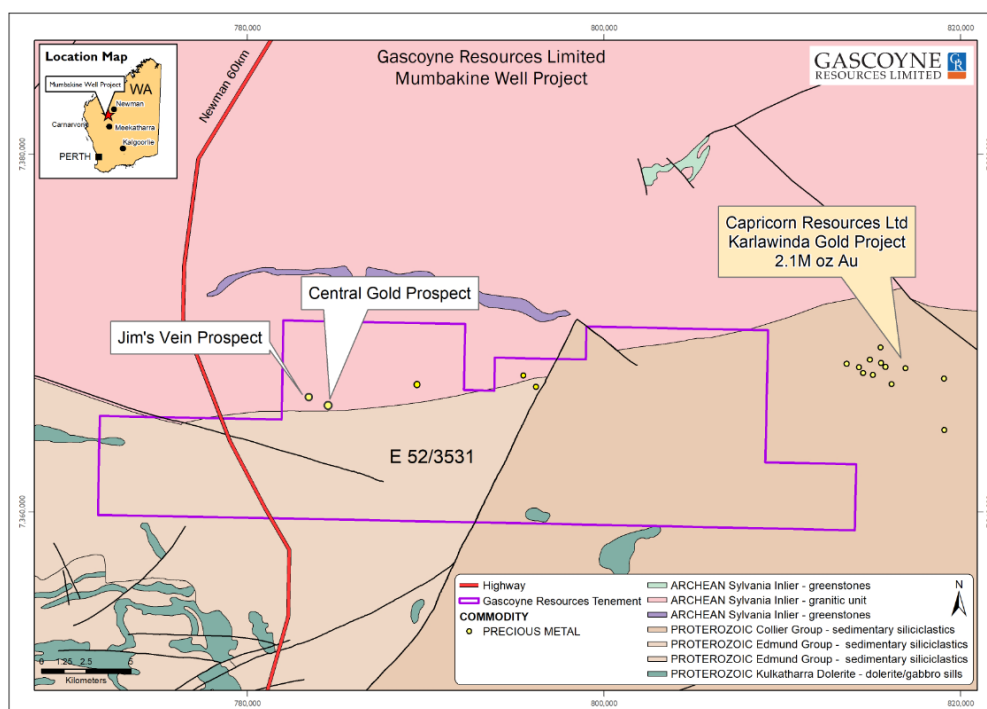 780,000
800,000
820,000
Location Map
Mumbakine Well Project
WA
Newman
Carnarvon
Meekatharra
Kalgoorlie
PERTH
Newman 60km
Gascoyne Resources Limited
Mumbakine Well Project
GASCOYNE
RESOURCES LIMITED
GR
7,380,000
Capricorn Resources Ltd
Karlawinda Gold Project
2.1M oz Au
Central Gold Prospect
Jim's Vein Prospect
E 52/3531
7,360,000
Highway
Gascoyne Resources Tenement
COMMODITY
PRECIOUS METAL
ARCHEAN Sylvania Inlier - greenstones
ARCHEAN Sylvania Inlier - granitic unit
ARCHEAN Sylvania Inlier - greenstones
PROTEROZOIC Collier Group - sedimentary siliciclastics
PROTEROZOIC Edmund Group - sedimentary siliciclastics
PROTEROZOIC Edmund Group - sedimentary siliciclastics
PROTEROZOIC Kulkatharra Dolerite - dolerite/gabbro sills
N
0 1.25 2.5 5
Kilometers
780,000
800,000
820,000